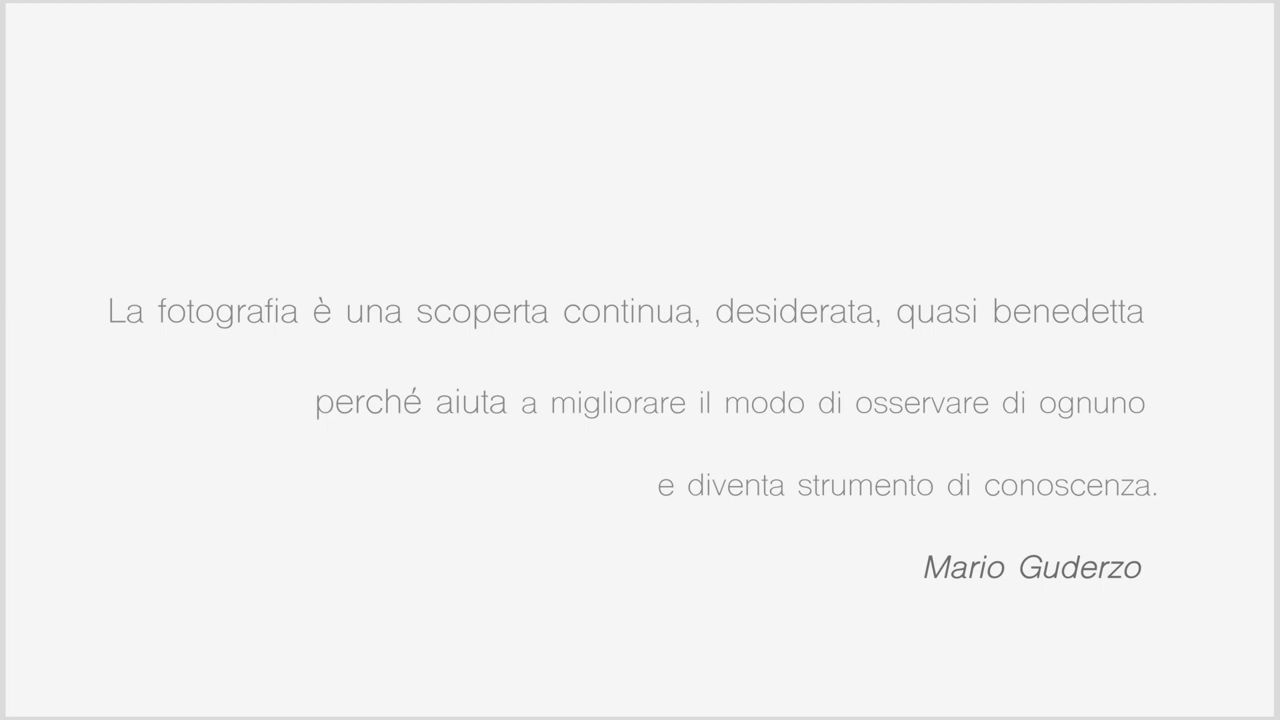 La fotografia è una scoperta continua, desiderata, quasi benedetta
perché aiuta a migliorare il modo di osservare di ognuno
e diventa strumento di conoscenza.
Mario Guderzo